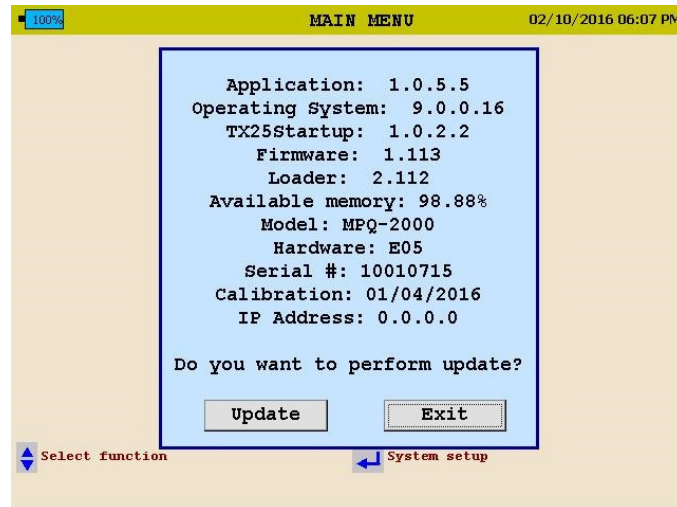 100% MAIN MENU 02/10/2016 06:07 PM
Application: 1.0.5.5
Operating System: 9.0.0.16
TX25Startup: 1.0.2.2
Firmware: 1.113
Loader: 2.112
Available memory: 98.88%
Model: MPQ-2000
Hardware: E05
Serial #: 10010715
Calibration: 01/04/2016
IP Address: 0.0.0.0
Do you want to perform update?
Update Exit
Select function System setup